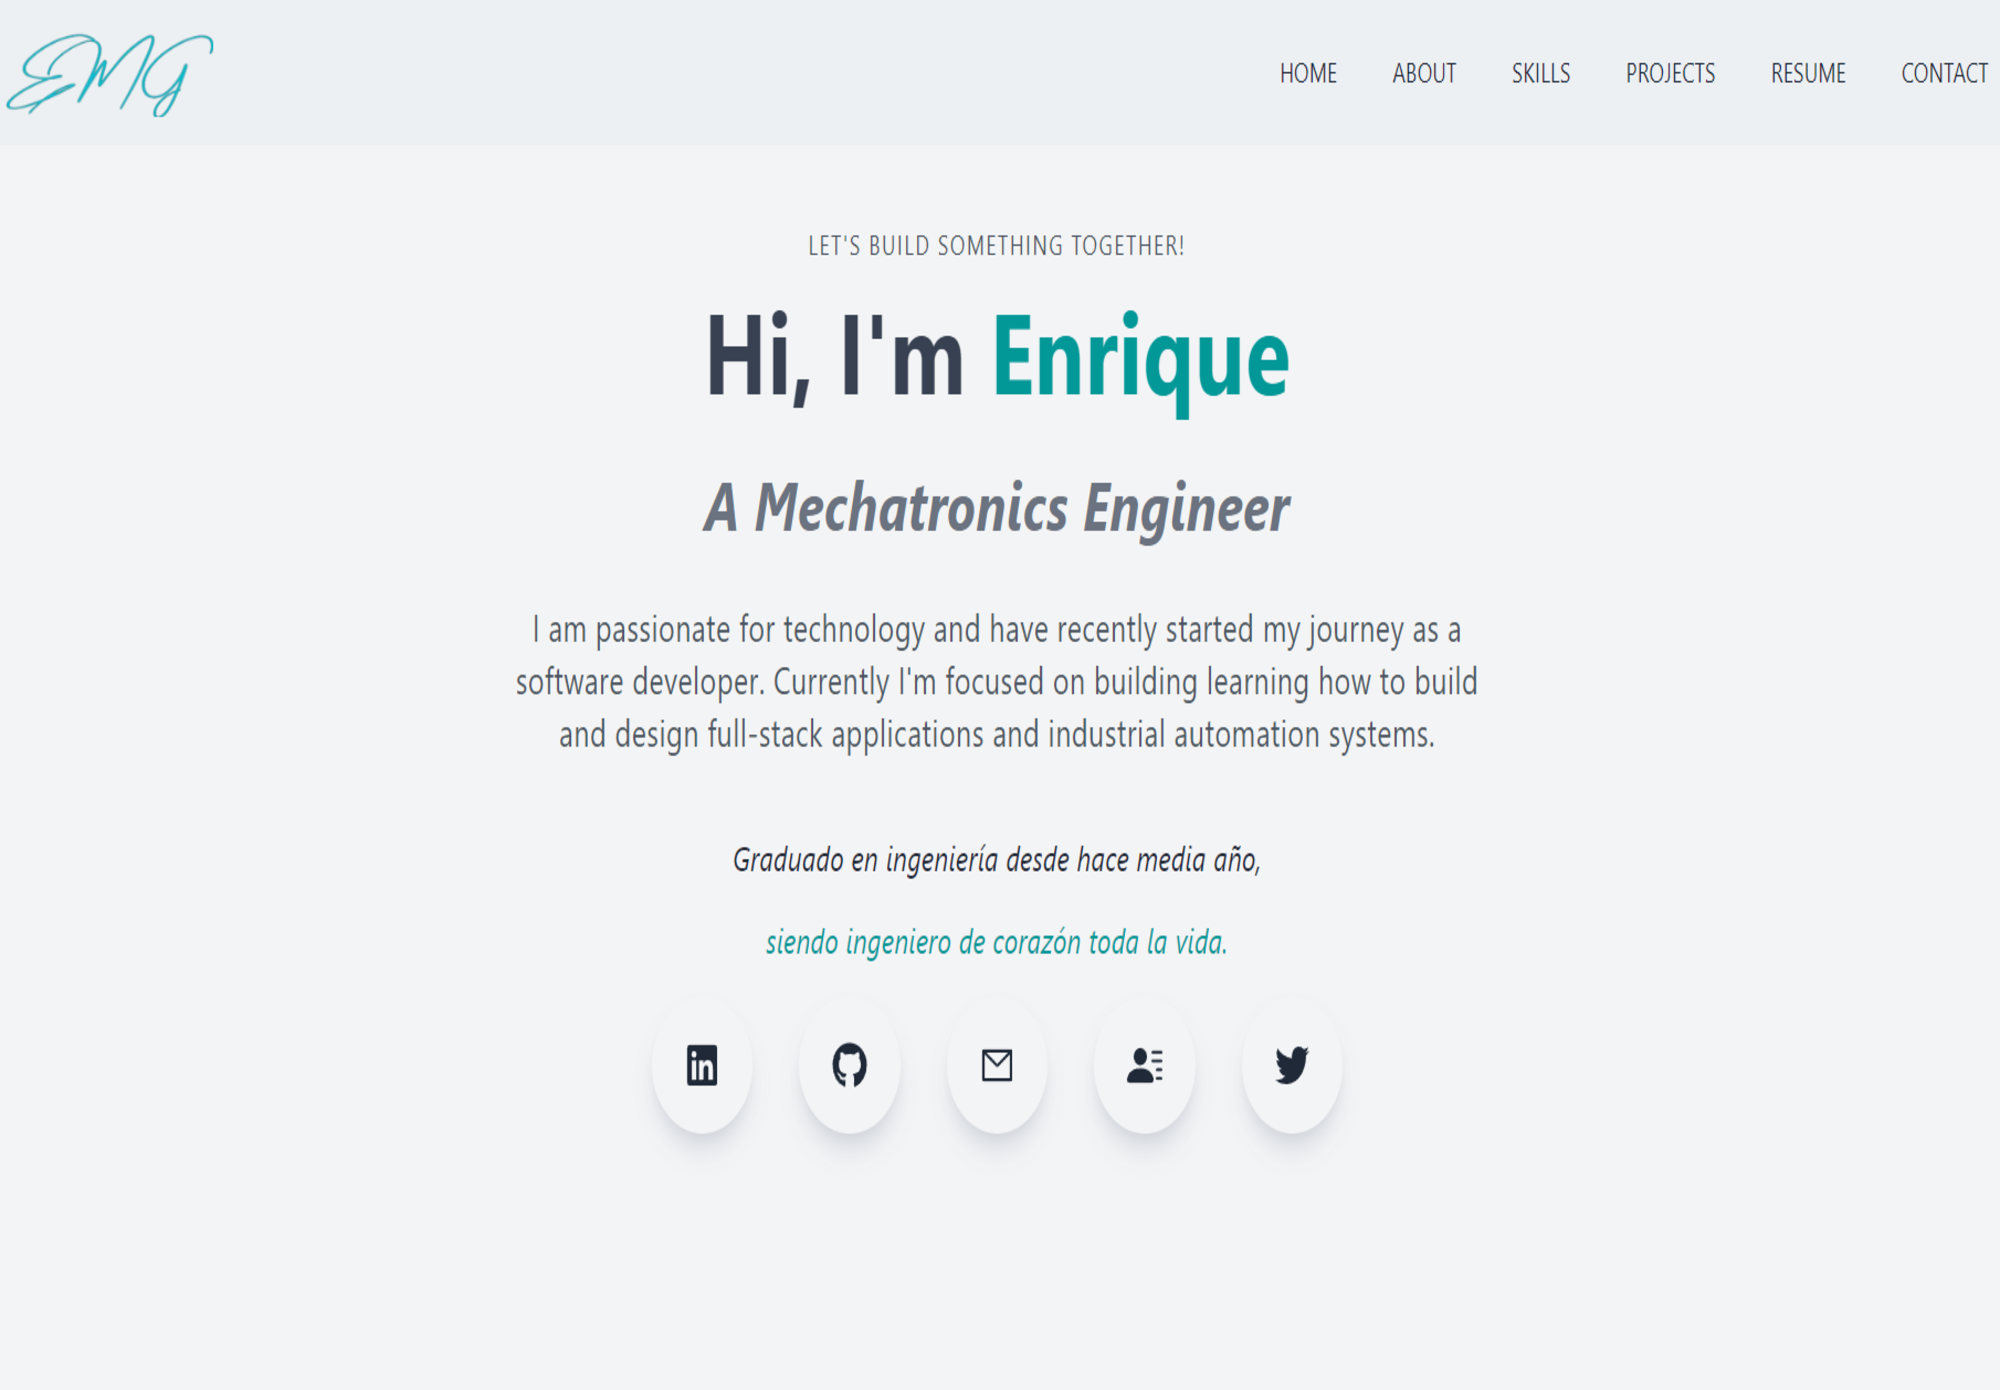 EMG
HOME ABOUT SKILLS PROJECTS RESUME CONTACT
LET'S BUILD SOMETHING TOGETHER!
Hi, I'm Enrique
A Mechatronics Engineer
I am passionate for technology and have recently started my journey as a
software developer. Currently I'm focused on building learning how to build
and design full-stack applications and industrial automation systems.
Graduado en ingeniería desde hace media año,
siendo ingeniero de corazón toda la vida.
in